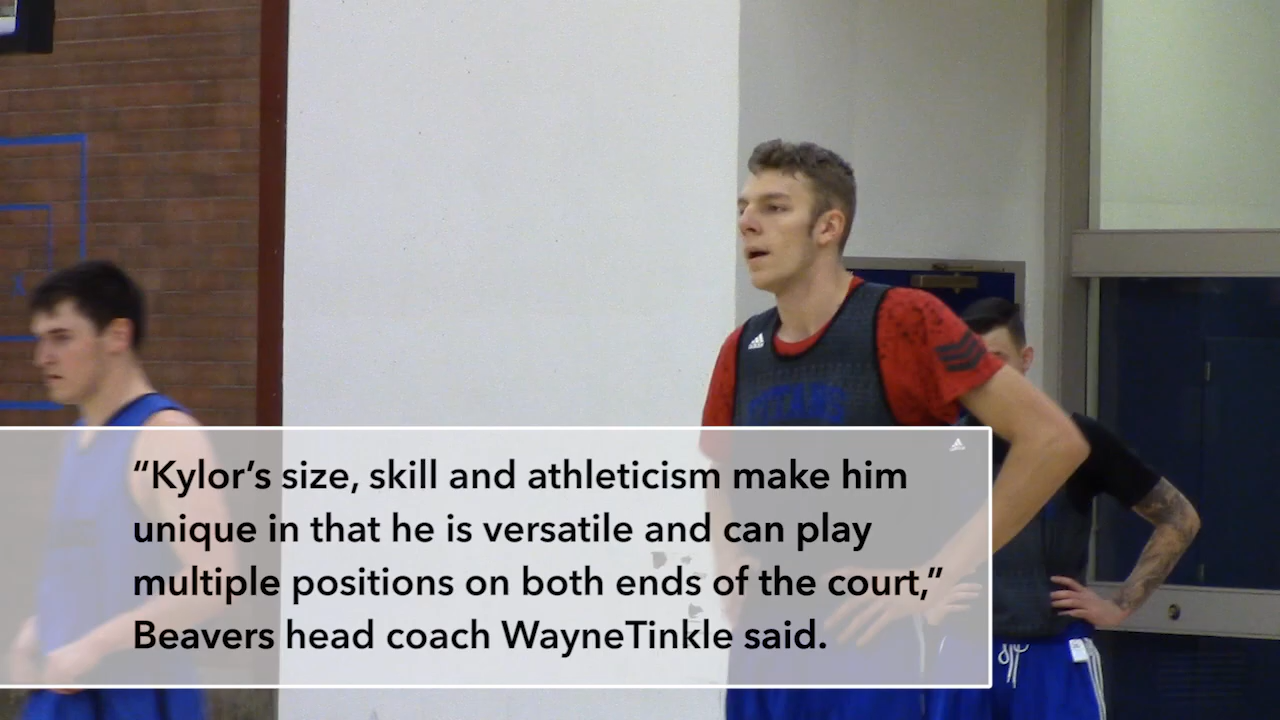 TITANS
“Kylor’s size, skill and athleticism make him
unique in that he is versatile and can play
multiple positions on both ends of the court,”
Beavers head coach WayneTinkle said.